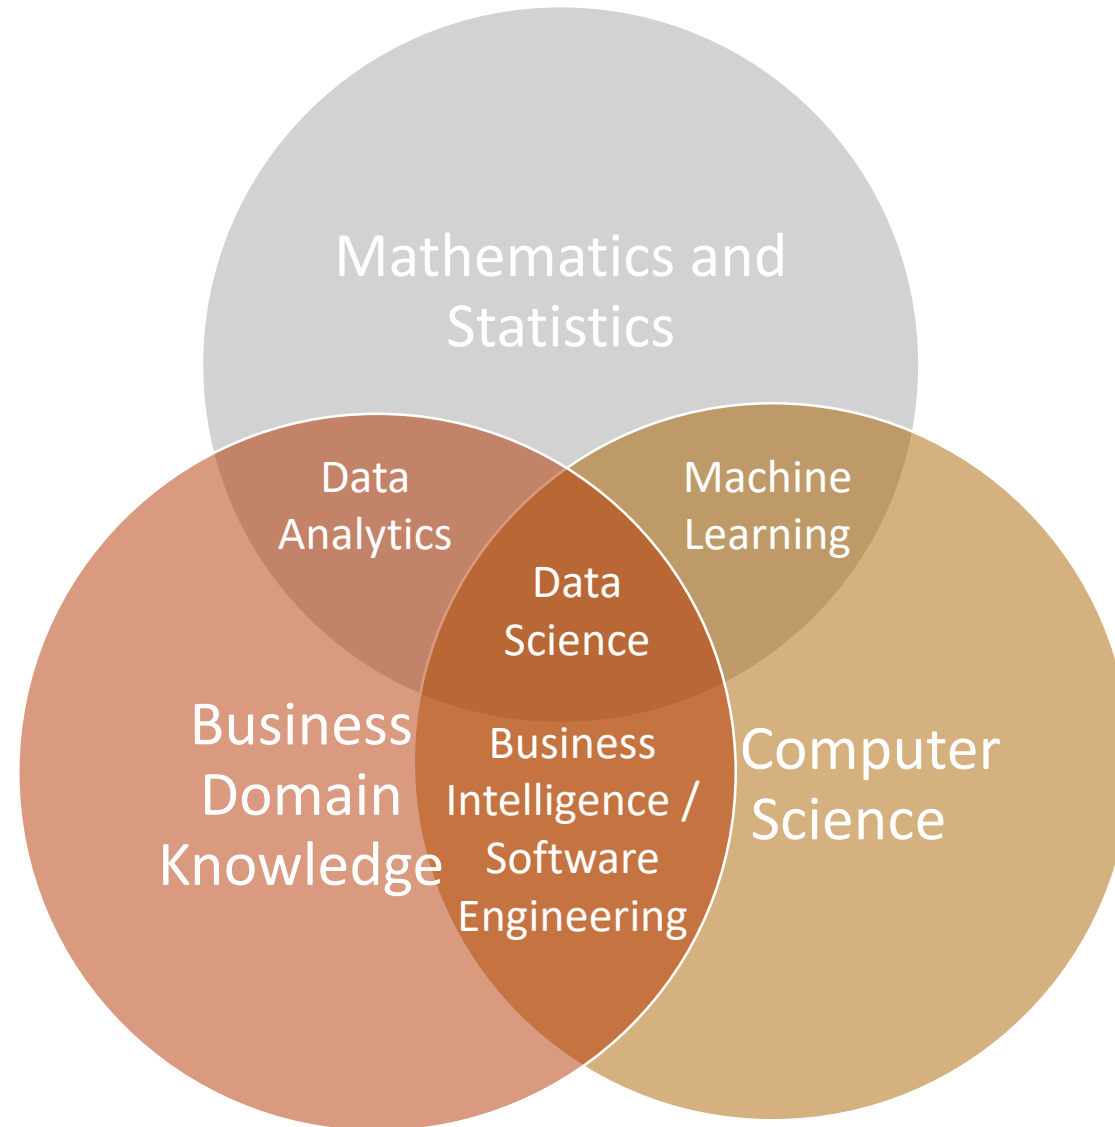 Mathematics and
Statistics
Data
Analytics
Machine
Learning
Data
Science
Business
Domain
Knowledge
Business
Intelligence /
Software
Engineering
Computer
Science